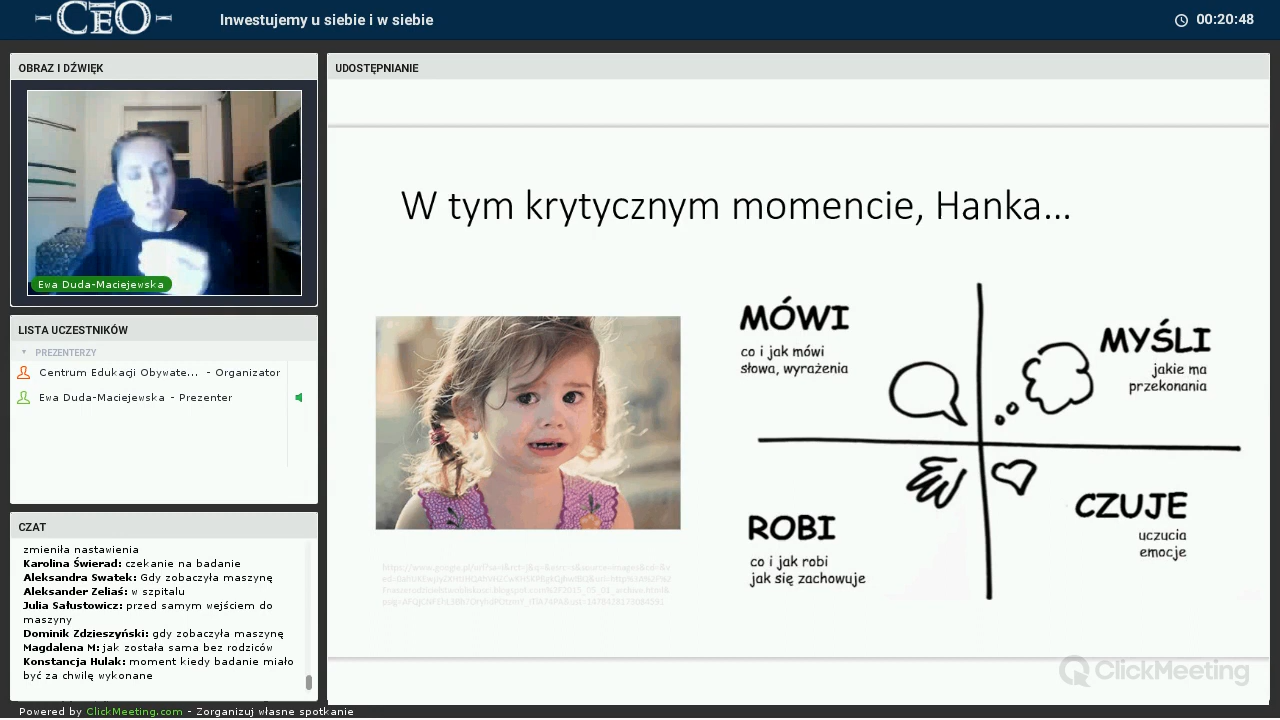 CEO
Inwestujemy u siebie i w siebie
00:20:48
OBRAZ I DŹWIĘK
Ewa Duda-Maciejewska
LISTA UCZESTNIKÓW
PREZENTERZY
Centrum Edukacji Obywate... - Organizator
Ewa Duda-Maciejewska - Prezenter
CZAT
zmieniła nastawienia
Karolina Świerad: czekanie na badanie
Aleksandra Swatek: Gdy zobaczyła maszynę
Aleksander Zeliaś: w szpitalu
Julia Sałustowicz: przed samym wejściem do
maszyny
Dominik Zdzieszyński: gdy zobaczyła maszynę
Magdalena M: jak została sama bez rodziców
Konstancja Hulak: moment kiedy badanie miało
być za chwilę wykonane
Powered by ClickMeeting.com - Zorganizuj własne spotkanie
UDOSTĘPNIANIE
W tym krytycznym momencie, Hanka...
MÓWI
co i jak mówi
słowa, wyrażenia
MYŚLI
jakie ma
przekonania
ROBI
co i jak robi
jak się zachowuje
CZUJE
uczucia
emocje
ClickMeeting